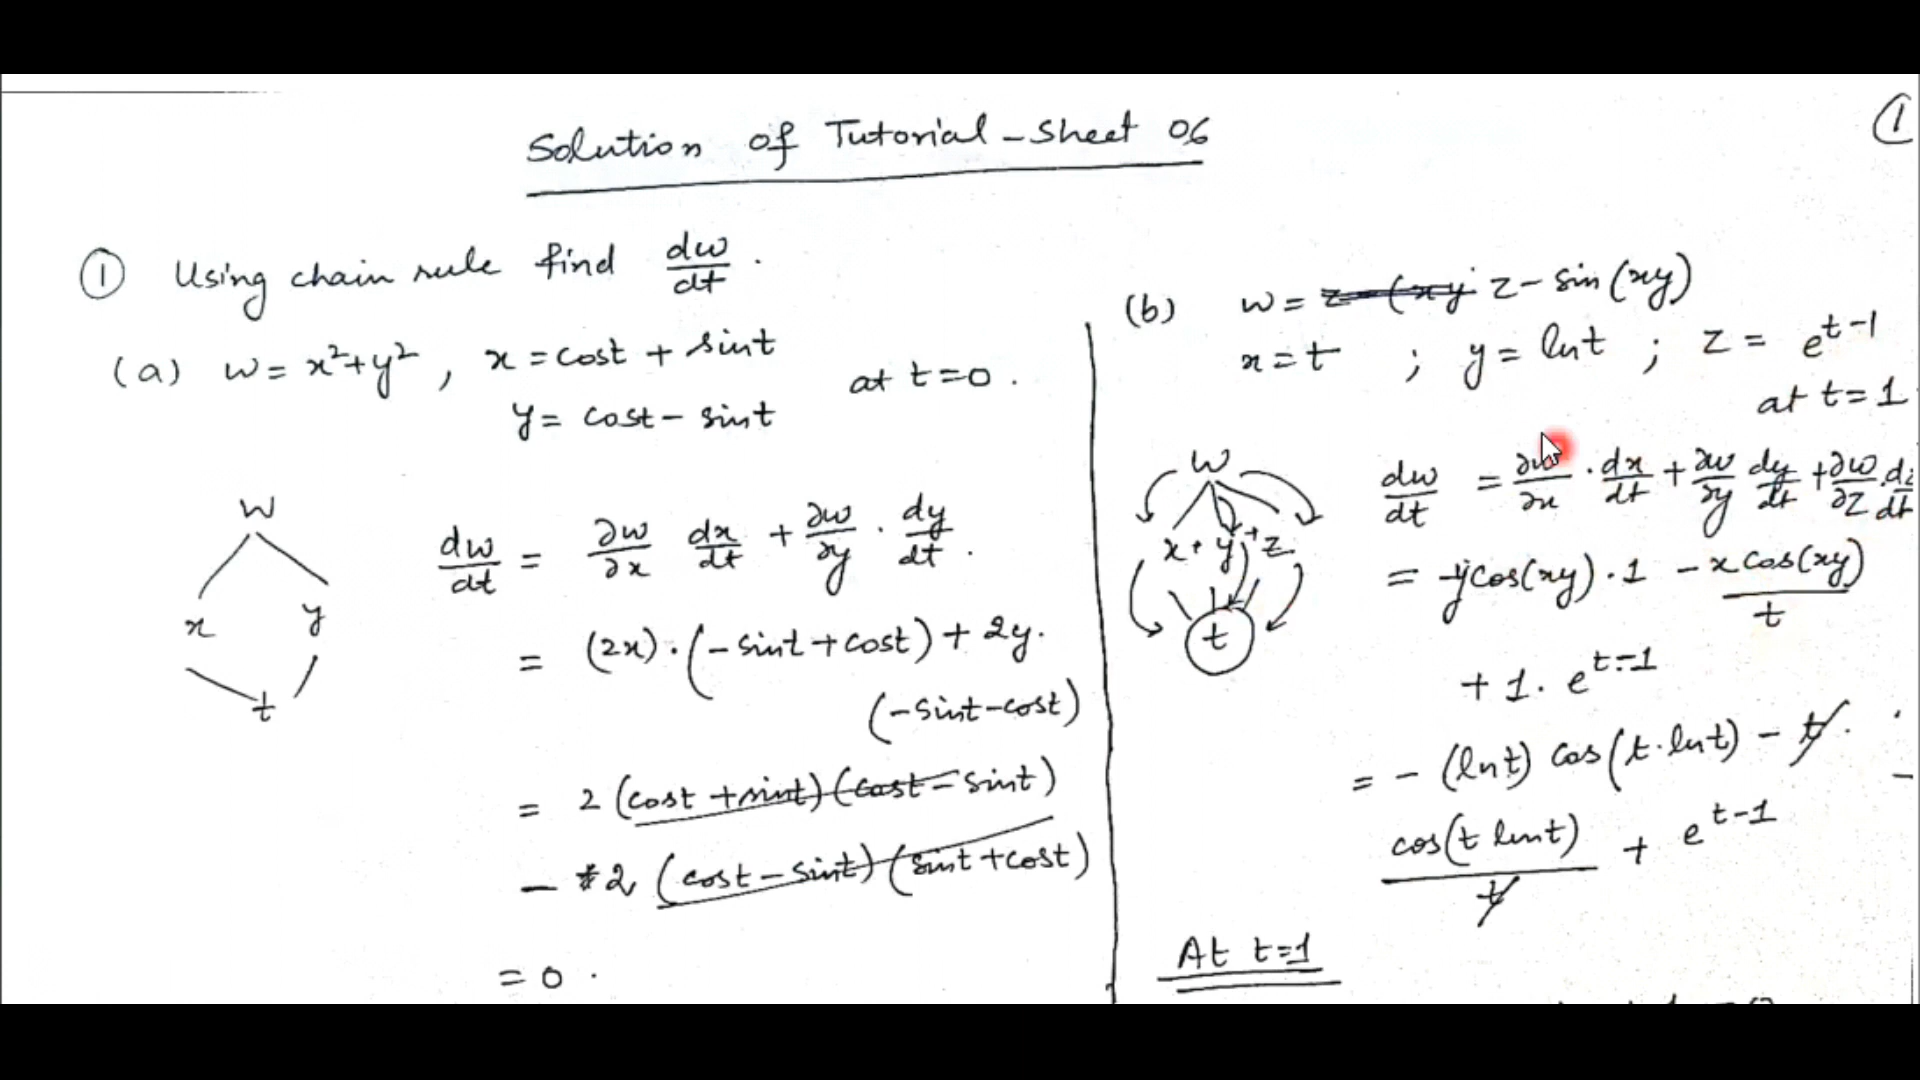 Solution of Tutorial-Sheet 06
①
① Using chain rule find dw/dt .
(a) w = x²+y² , x = cost + sint
y = cost - sint
at t=0 .
w
x y
t
dw/dt = ∂w/∂x dx/dt + ∂w/∂y . dy/dt .
= (2x) . (-sint + cost) + 2y .
(-sint-cost)
= 2 (cost + sint) (cost - sint)
- 2 (cost - sint) (sint + cost)
= 0 .
(b) w = z - (xy z - sin(xy)
x = t ; y = lnt ; z = e^t-1
at t = 1
w
x + y + z
t
dw/dt = ∂w/∂x . dx/dt + ∂w/∂y dy/dt + ∂w/∂z . dz/dt
= -ycos(xy) . 1 - x cos(xy)/t
+ 1 . e^t-1
= - (lnt) cos(t.lnt) - t .
cos(t lnt)/t + e^t-1
At t=1